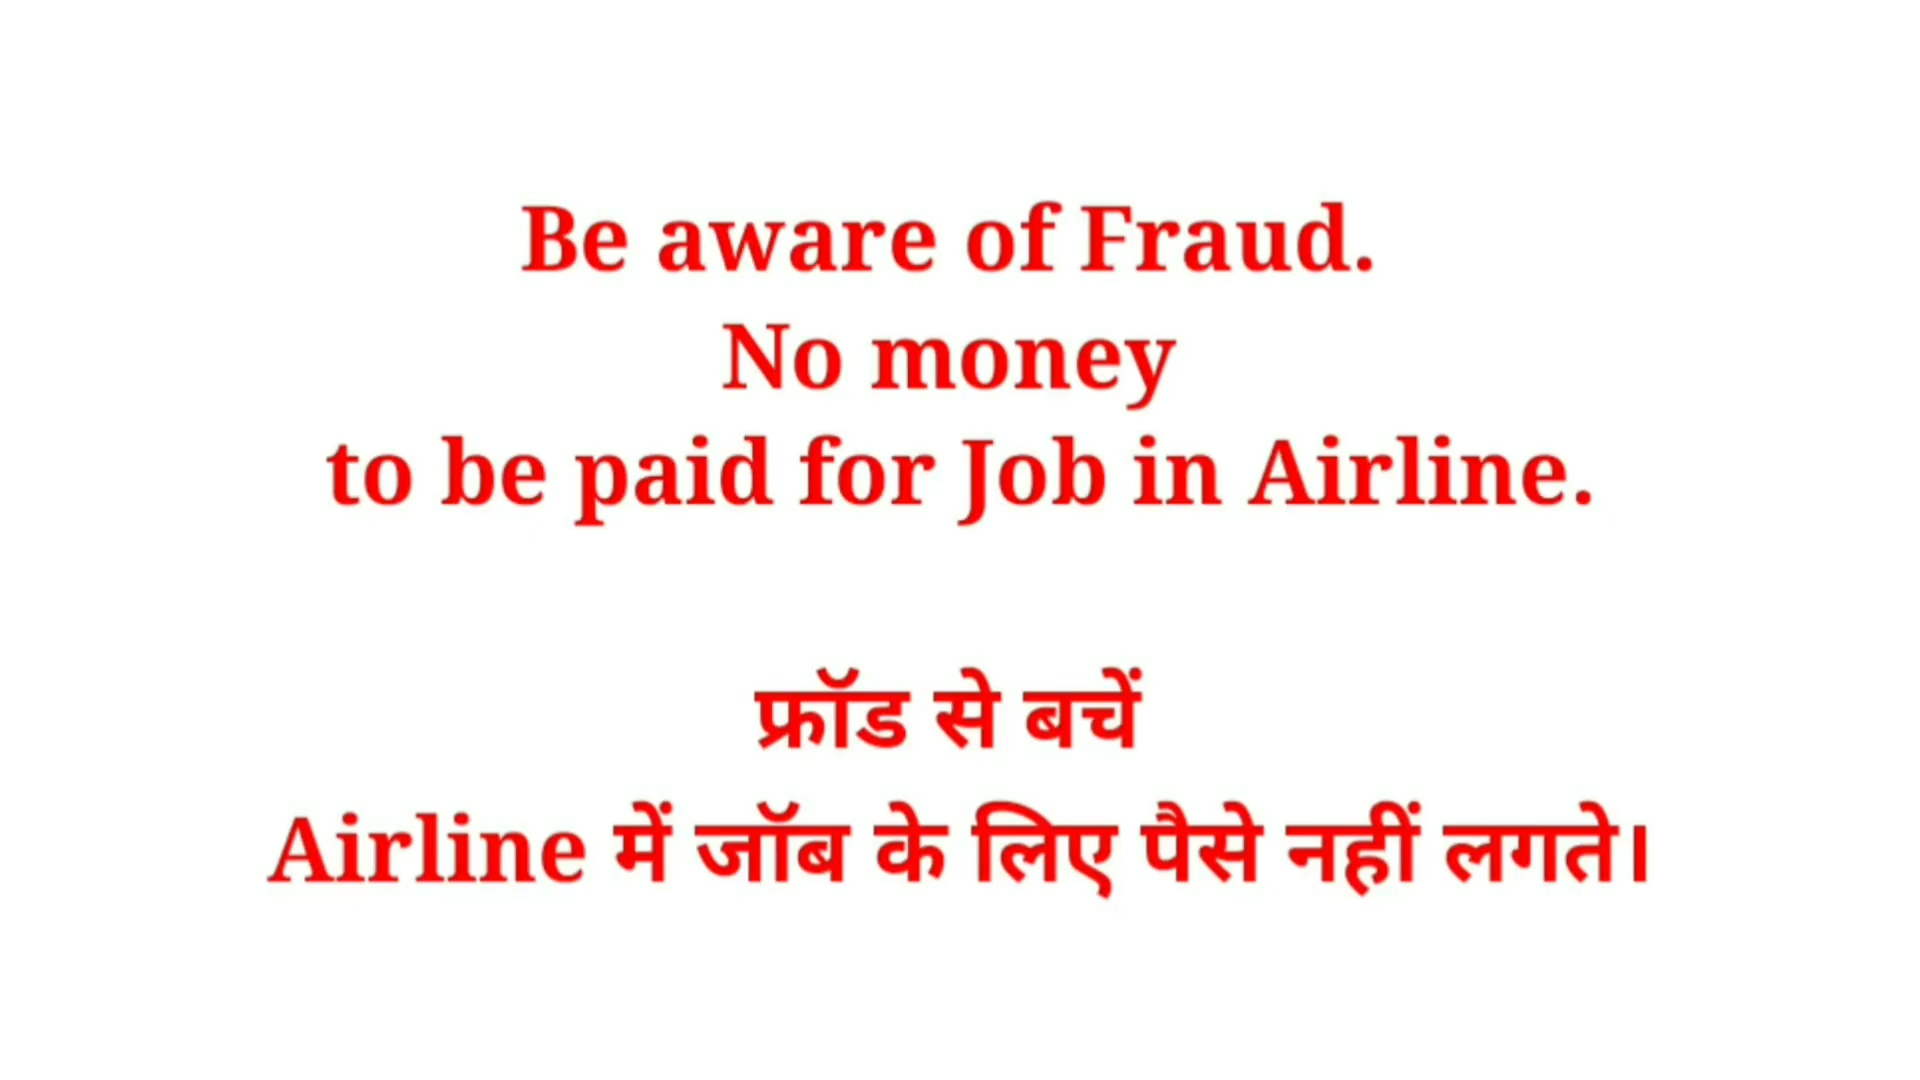 Be aware of Fraud.
No money
to be paid for Job in Airline.
फ्रॉड से बचें
Airline में जॉब के लिए पैसे नहीं लगते।